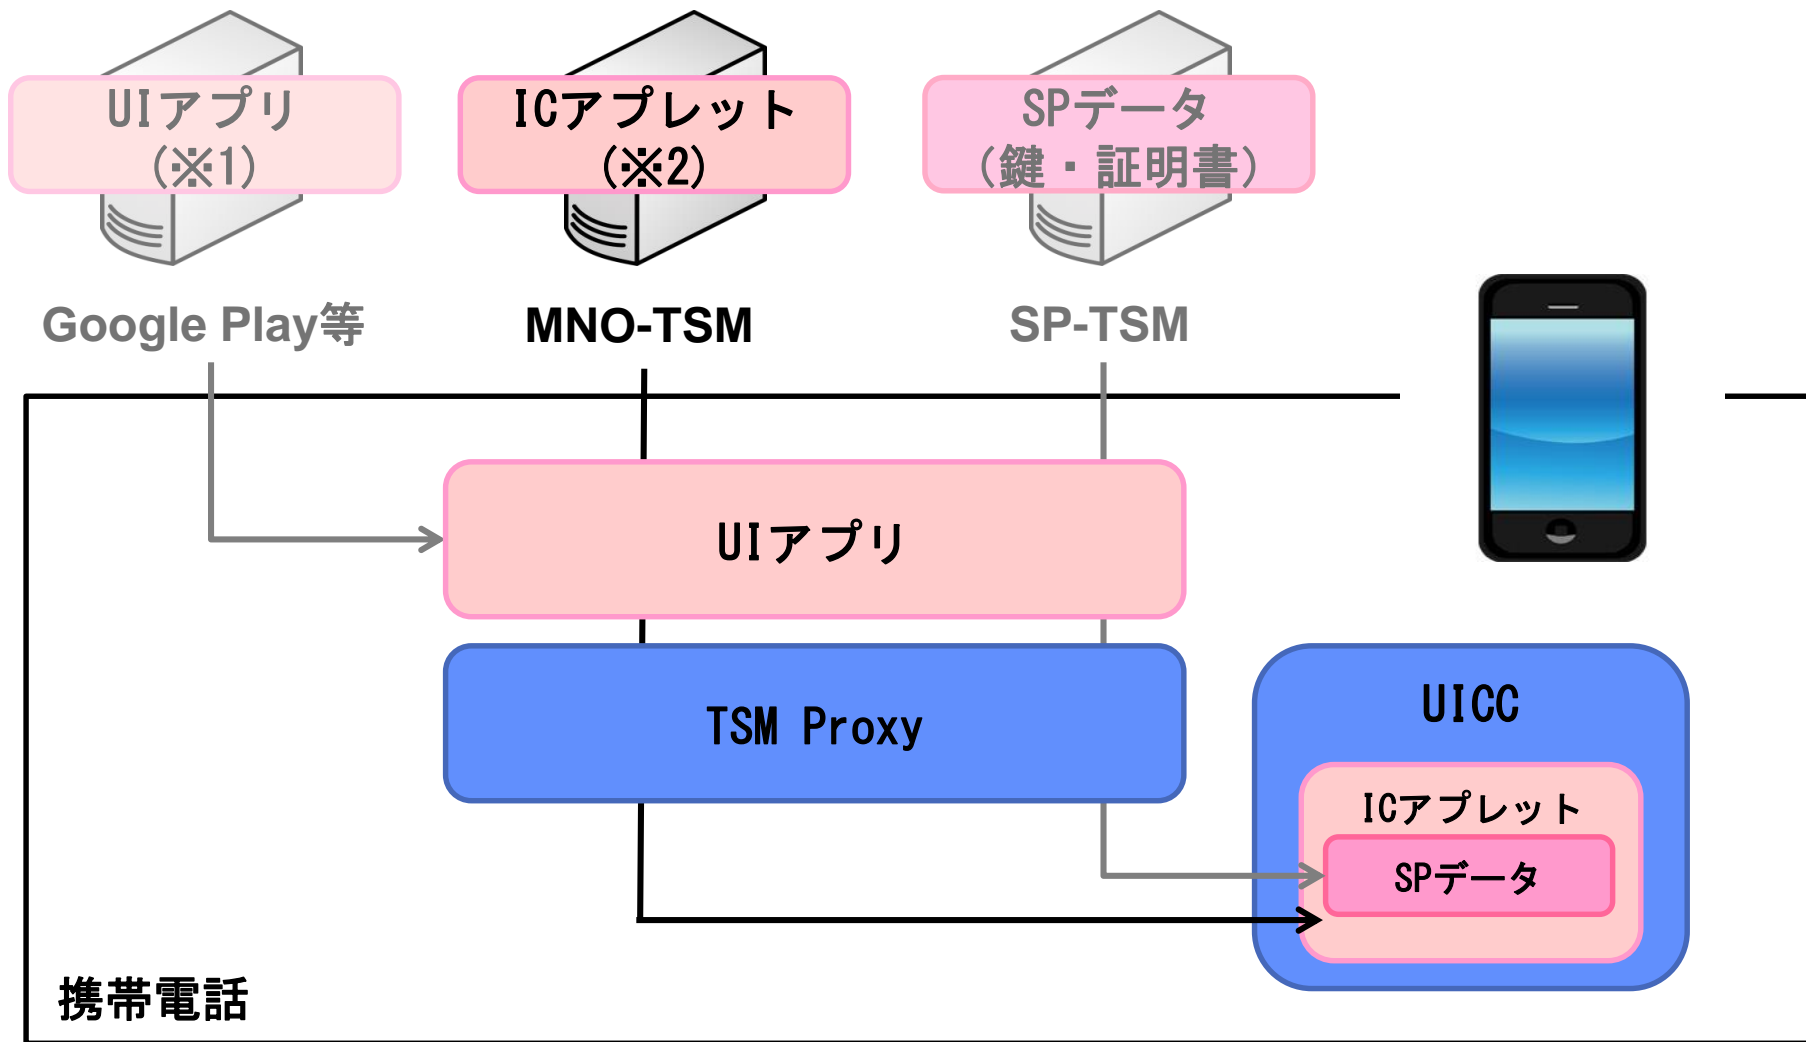 UIアプリ
(※1)
ICアプレット
(※2)
SPデータ
(鍵・証明書)
Google Play等
MNO-TSM
SP-TSM
UIアプリ
TSM Proxy
UICC
ICアプレット
SPデータ
携帯電話